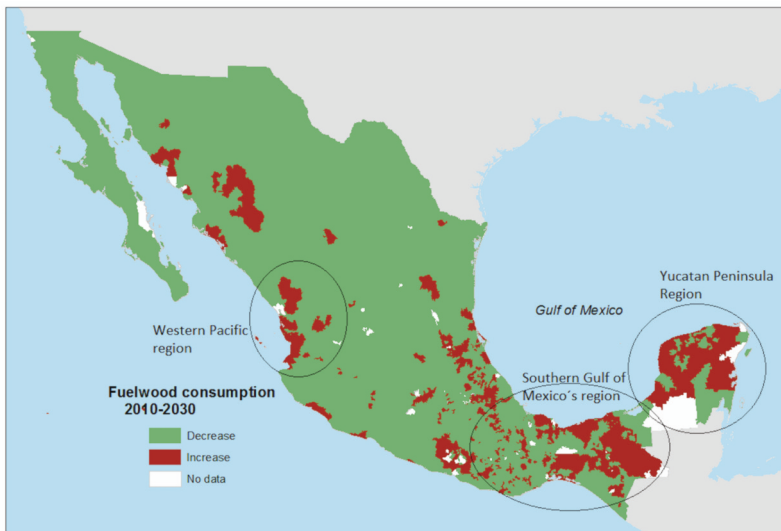 Yucatan Peninsula
Region
Gulf of Mexico
Western Pacific
region
Southern Gulf of
Mexico´s region
Fuelwood consumption
2010-2030
Decrease
Increase
No data